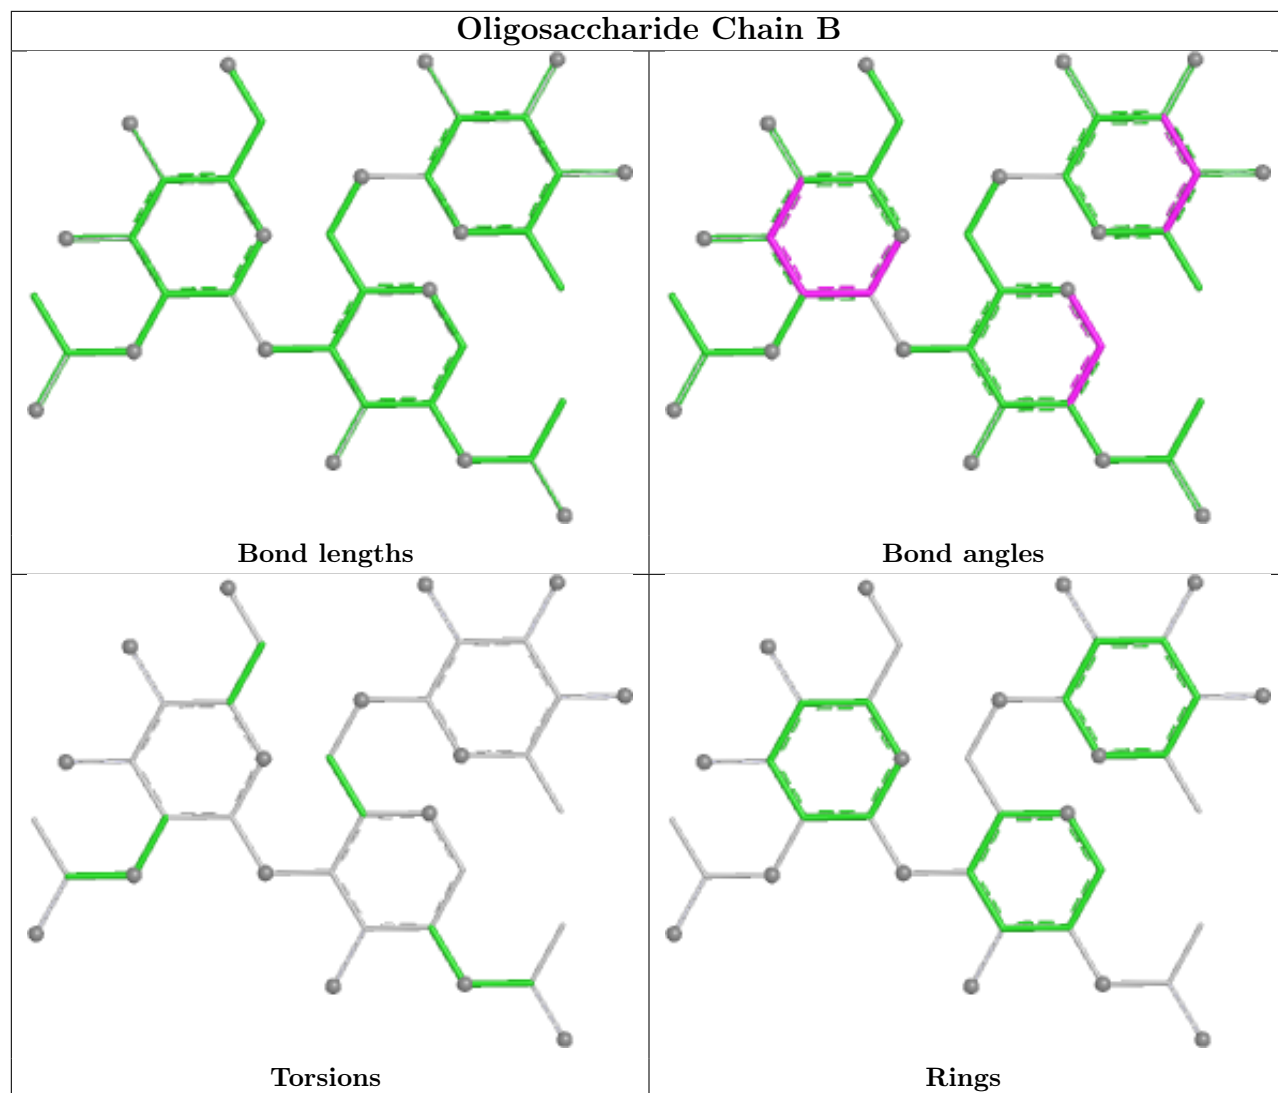 Oligosaccharide Chain B
Bond lengths
Bond angles
Torsions
Rings